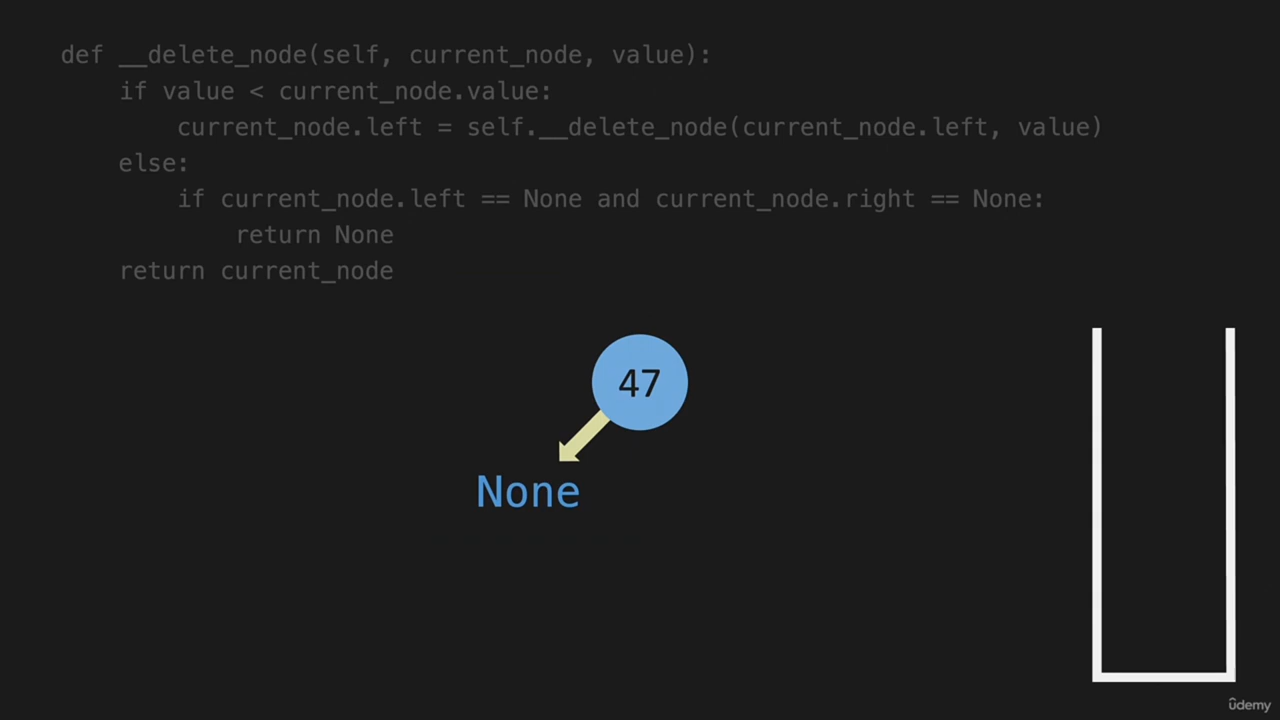 def __delete_node(self, current_node, value):
    if value < current_node.value:
        current_node.left = self.__delete_node(current_node.left, value)
    else:
        if current_node.left == None and current_node.right == None:
            return None
    return current_node
47
None
ûdemy